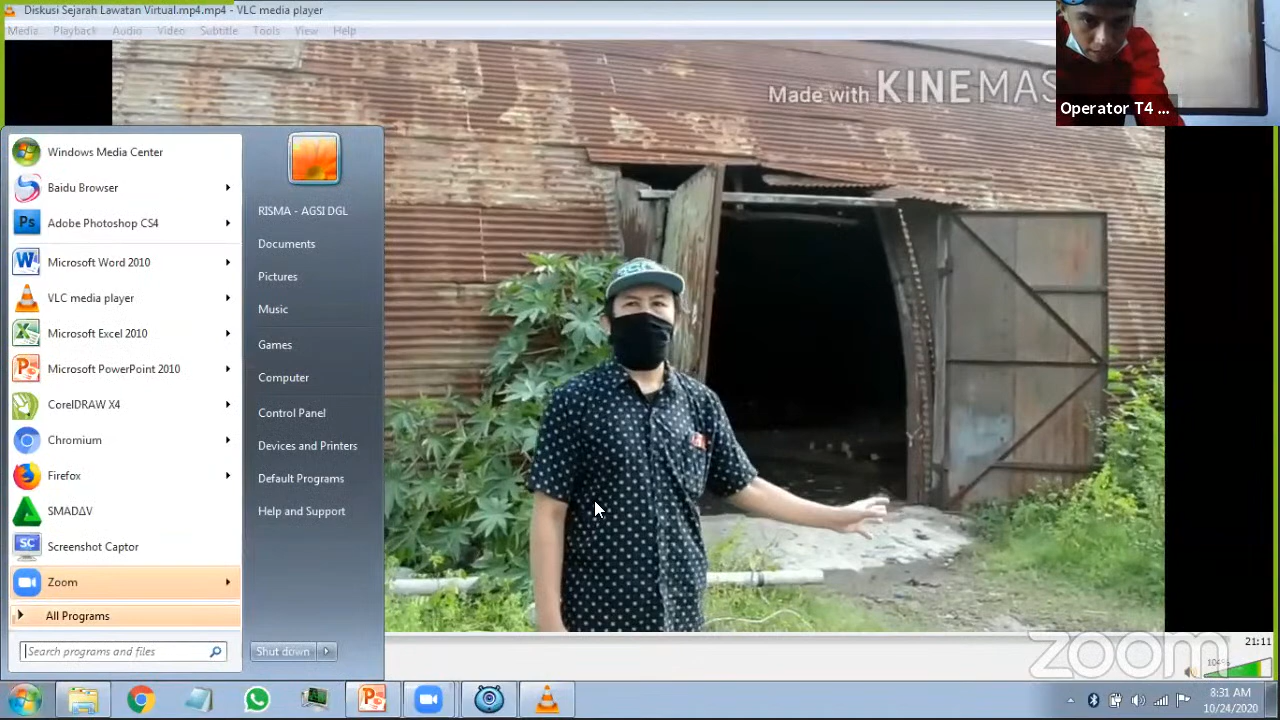 Diskusi Sejarah Lawatan Virtual.mp4.mp4 - VLC media player
Media Playback Audio Video Subtitle Tools View Help
Made with KINEMAS
Operator T4 ...
Windows Media Center
Baidu Browser
Adobe Photoshop CS4
Microsoft Word 2010
VLC media player
Microsoft Excel 2010
Microsoft PowerPoint 2010
CorelDRAW X4
Chromium
Firefox
SMADΔV
Screenshot Captor
Zoom
All Programs
Search programs and files
RISMA - AGSI DGL
Documents
Pictures
Music
Games
Computer
Control Panel
Devices and Printers
Default Programs
Help and Support
Shut down
zoom
21:11
104%
8:31 AM
10/24/2020